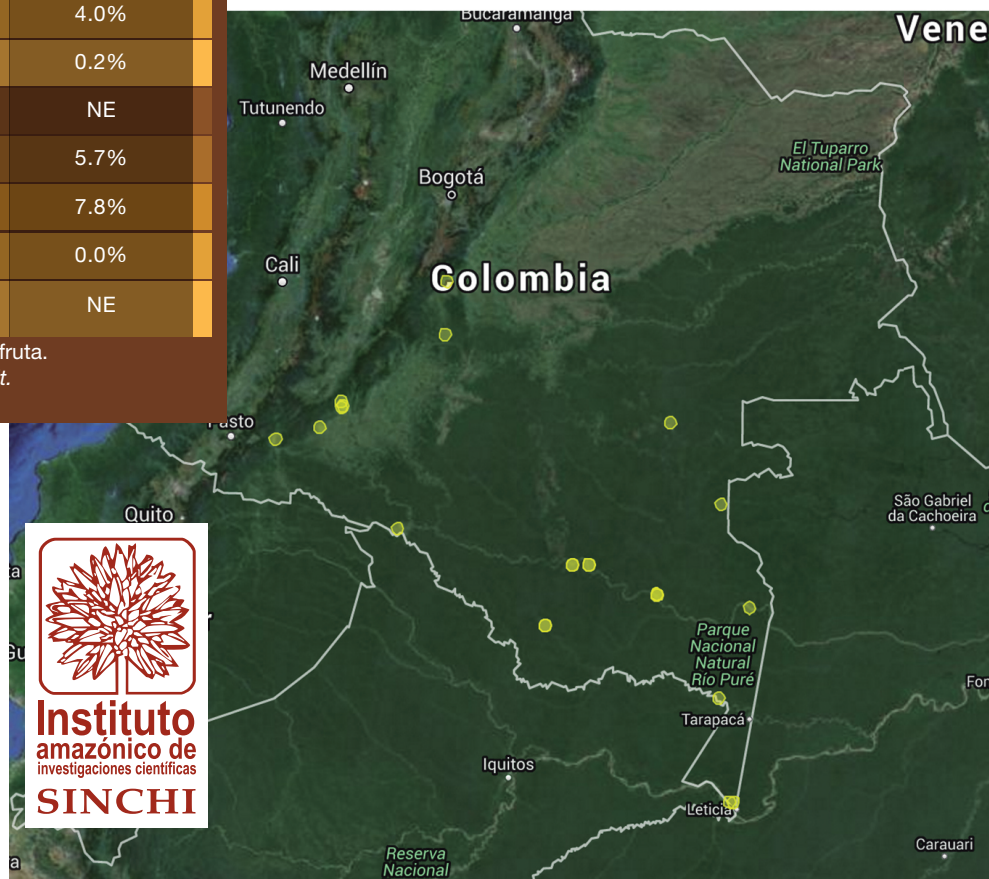 4.0%
0.2%
NE
5.7%
7.8%
0.0%
NE
fruta.
t.
Bucaramanga
Vene
Medellín
Tutunendo
El Tuparro
National Park
Bogotá
Cali
Colombia
Pasto
São Gabriel
da Cachoeira
Quito
Parque
Nacional
Natural
Río Puré
Tarapacá
Iquitos
Leticia
Carauari
Reserva
Nacional
Instituto
amazónico de
investigaciones científicas
SINCHI